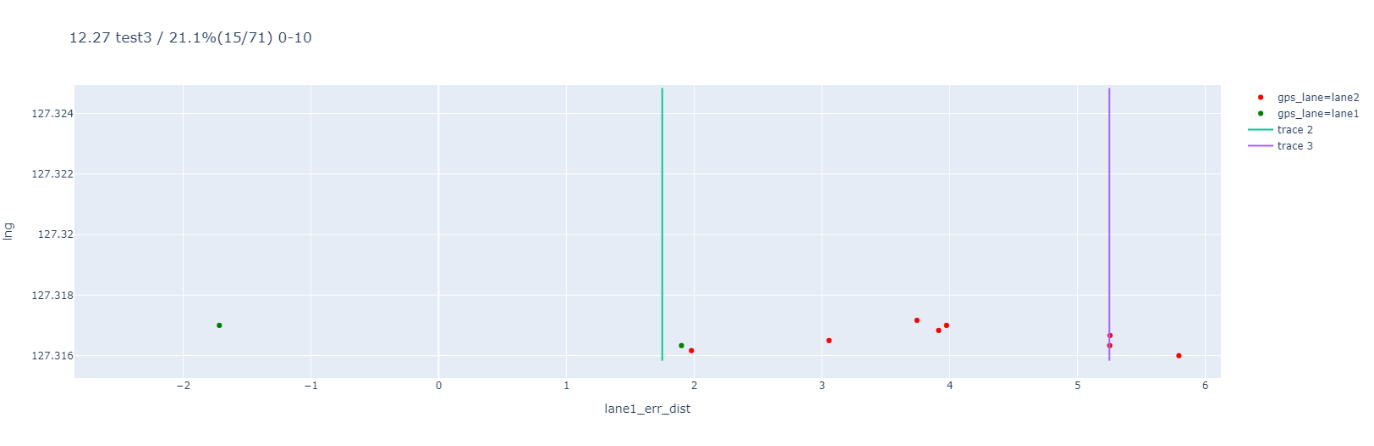 12.27 test3 / 21.1%(15/71) 0-10
gps_lane=lane2
gps_lane=lane1
trace 2
trace 3
127.324
127.322
127.32
127.318
127.316
lng
−2
−1
0
1
2
3
4
5
6
lane1_err_dist